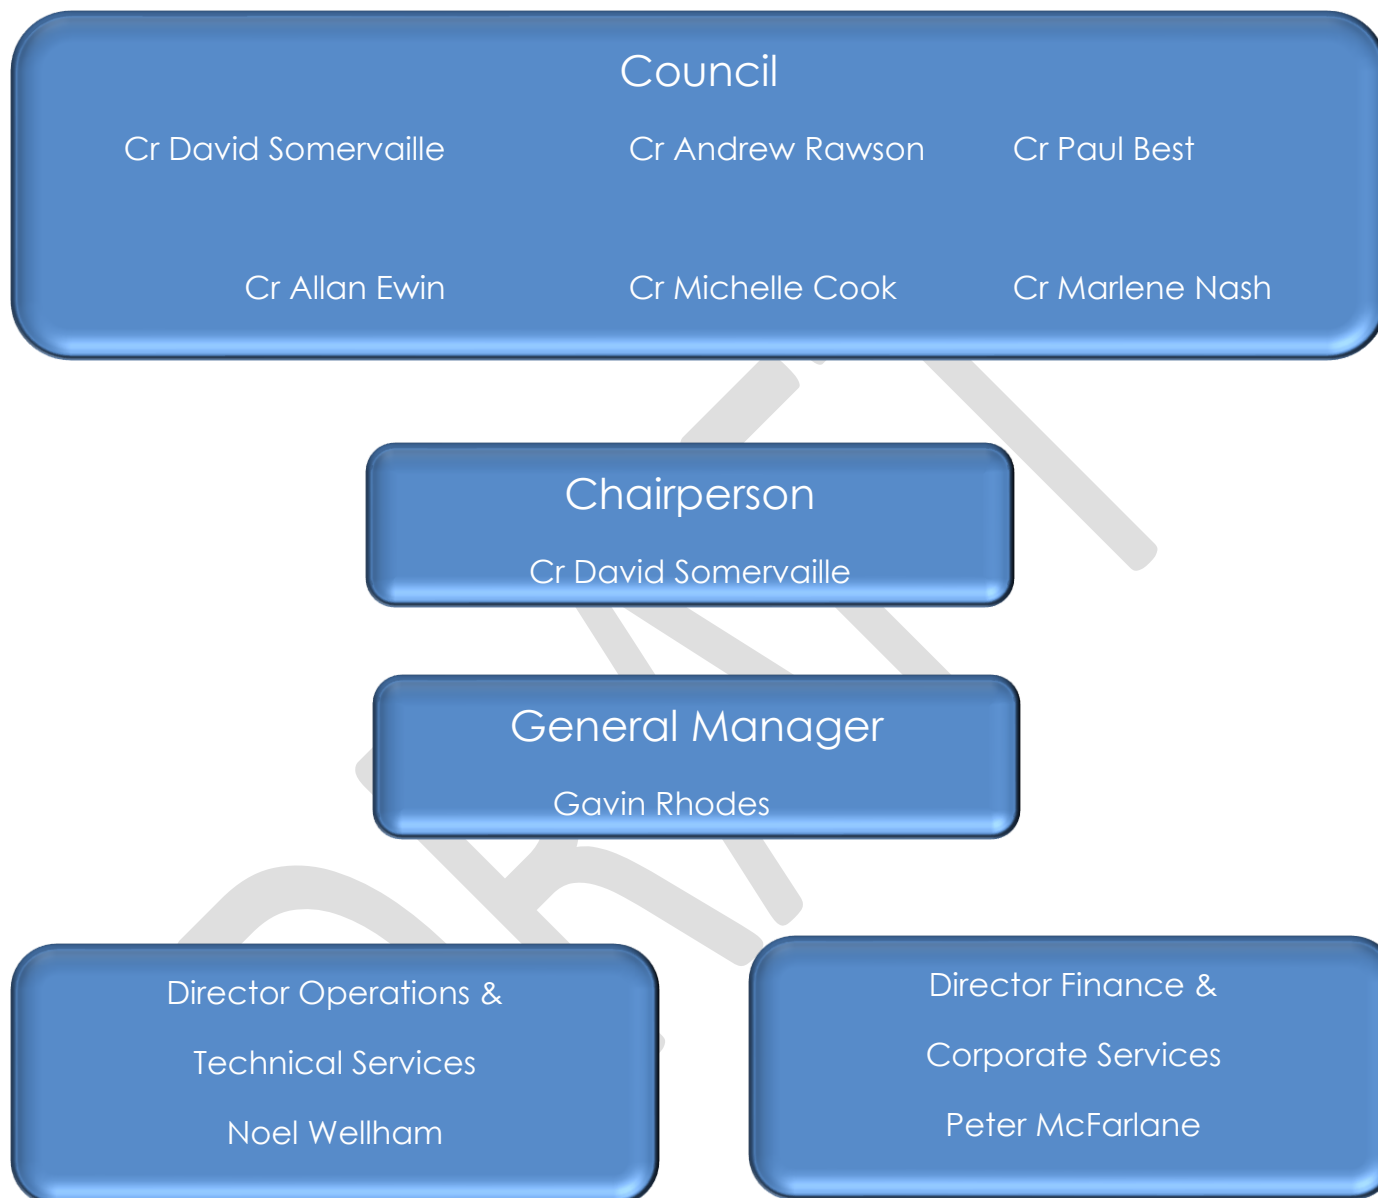 Council
Cr David Somervaille Cr Andrew Rawson Cr Paul Best
Cr Allan Ewin Cr Michelle Cook Cr Marlene Nash
Chairperson
Cr David Somervaille
General Manager
Gavin Rhodes
Director Operations &
Technical Services
Noel Wellham
Director Finance &
Corporate Services
Peter McFarlane
DRAFT